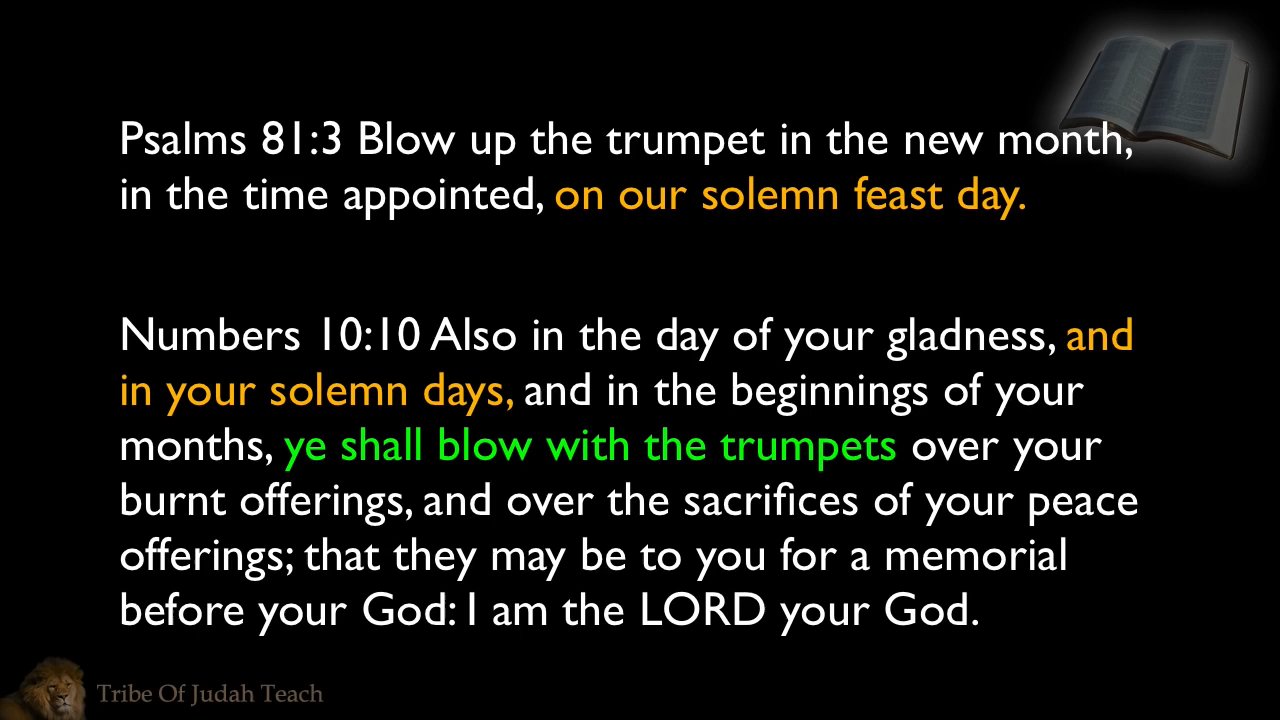 Psalms 81:3 Blow up the trumpet in the new month,
in the time appointed, on our solemn feast day.
Numbers 10:10 Also in the day of your gladness, and
in your solemn days, and in the beginnings of your
months, ye shall blow with the trumpets over your
burnt offerings, and over the sacrifices of your peace
offerings; that they may be to you for a memorial
before your God: I am the LORD your God.
Tribe Of Judah Teach